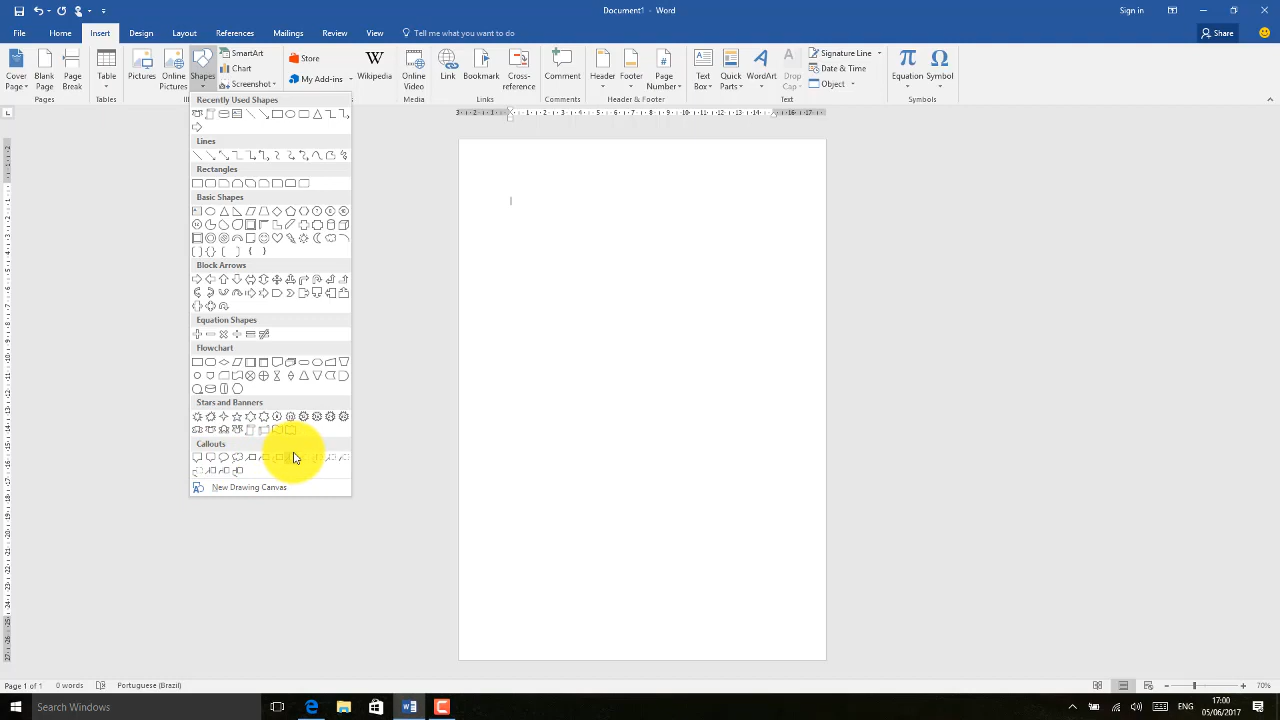 Document1 - Word
Sign in
File Home Insert Design Layout References Mailings Review View Tell me what you want to do
Share
Cover Page
Blank Page
Page Break
Pages
Table
Tables
Pictures
Online Pictures
Shapes
SmartArt
Chart
Screenshot
Store
My Add-ins
Wikipedia
Online Video
Media
Link
Bookmark
Cross-reference
Links
Comment
Comments
Header
Footer
Page Number
Header & Footer
Text Box
Quick Parts
WordArt
Drop Cap
Signature Line
Date & Time
Object
Text
Equation
Symbol
Symbols
Recently Used Shapes
Lines
Rectangles
Basic Shapes
Block Arrows
Equation Shapes
Flowchart
Stars and Banners
Callouts
New Drawing Canvas
Page 1 of 1 0 words Portuguese (Brazil)
70%
Search Windows
ENG
17:00
05/06/2017